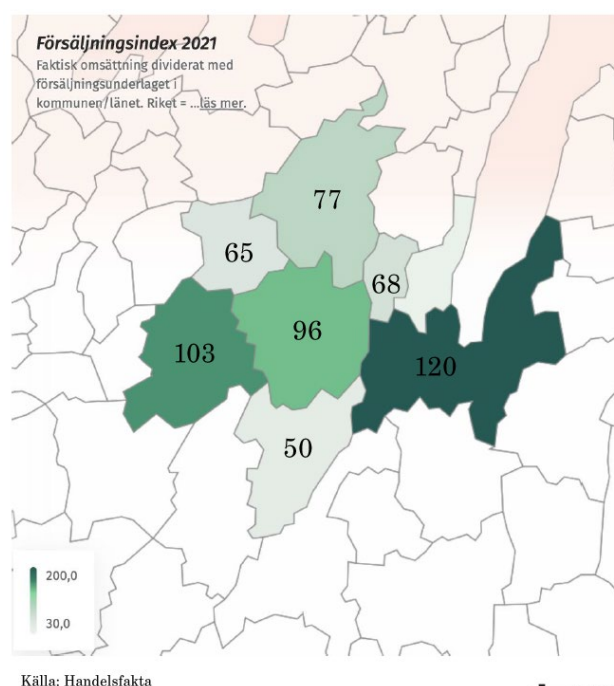 Försäljningsindex 2021
Faktisk omsättning dividerat med
försäljningsunderlaget i
kommunen/länet. Riket = ...läs mer.
77
65
68
103
96
120
50
200,0
30,0
Källa: Handelsfakta